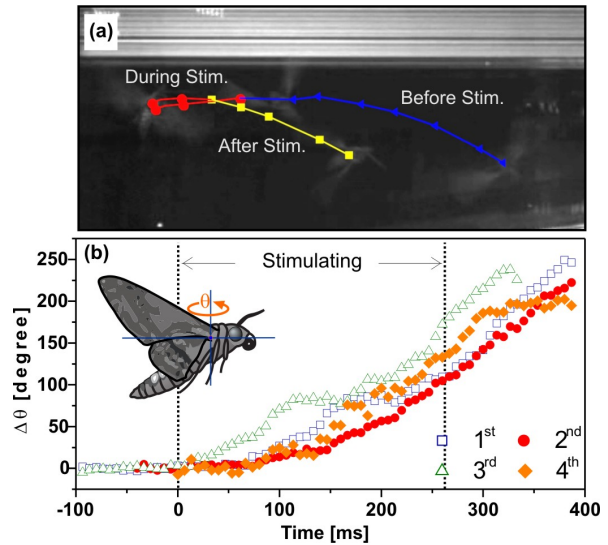 (a)
During Stim.
Before Stim.
After Stim.
(b)
Stimulating
θ
Δθ [degree]
250
200
150
100
50
0
1st 2nd
3rd 4th
-100 0 100 200 300 400
Time [ms]